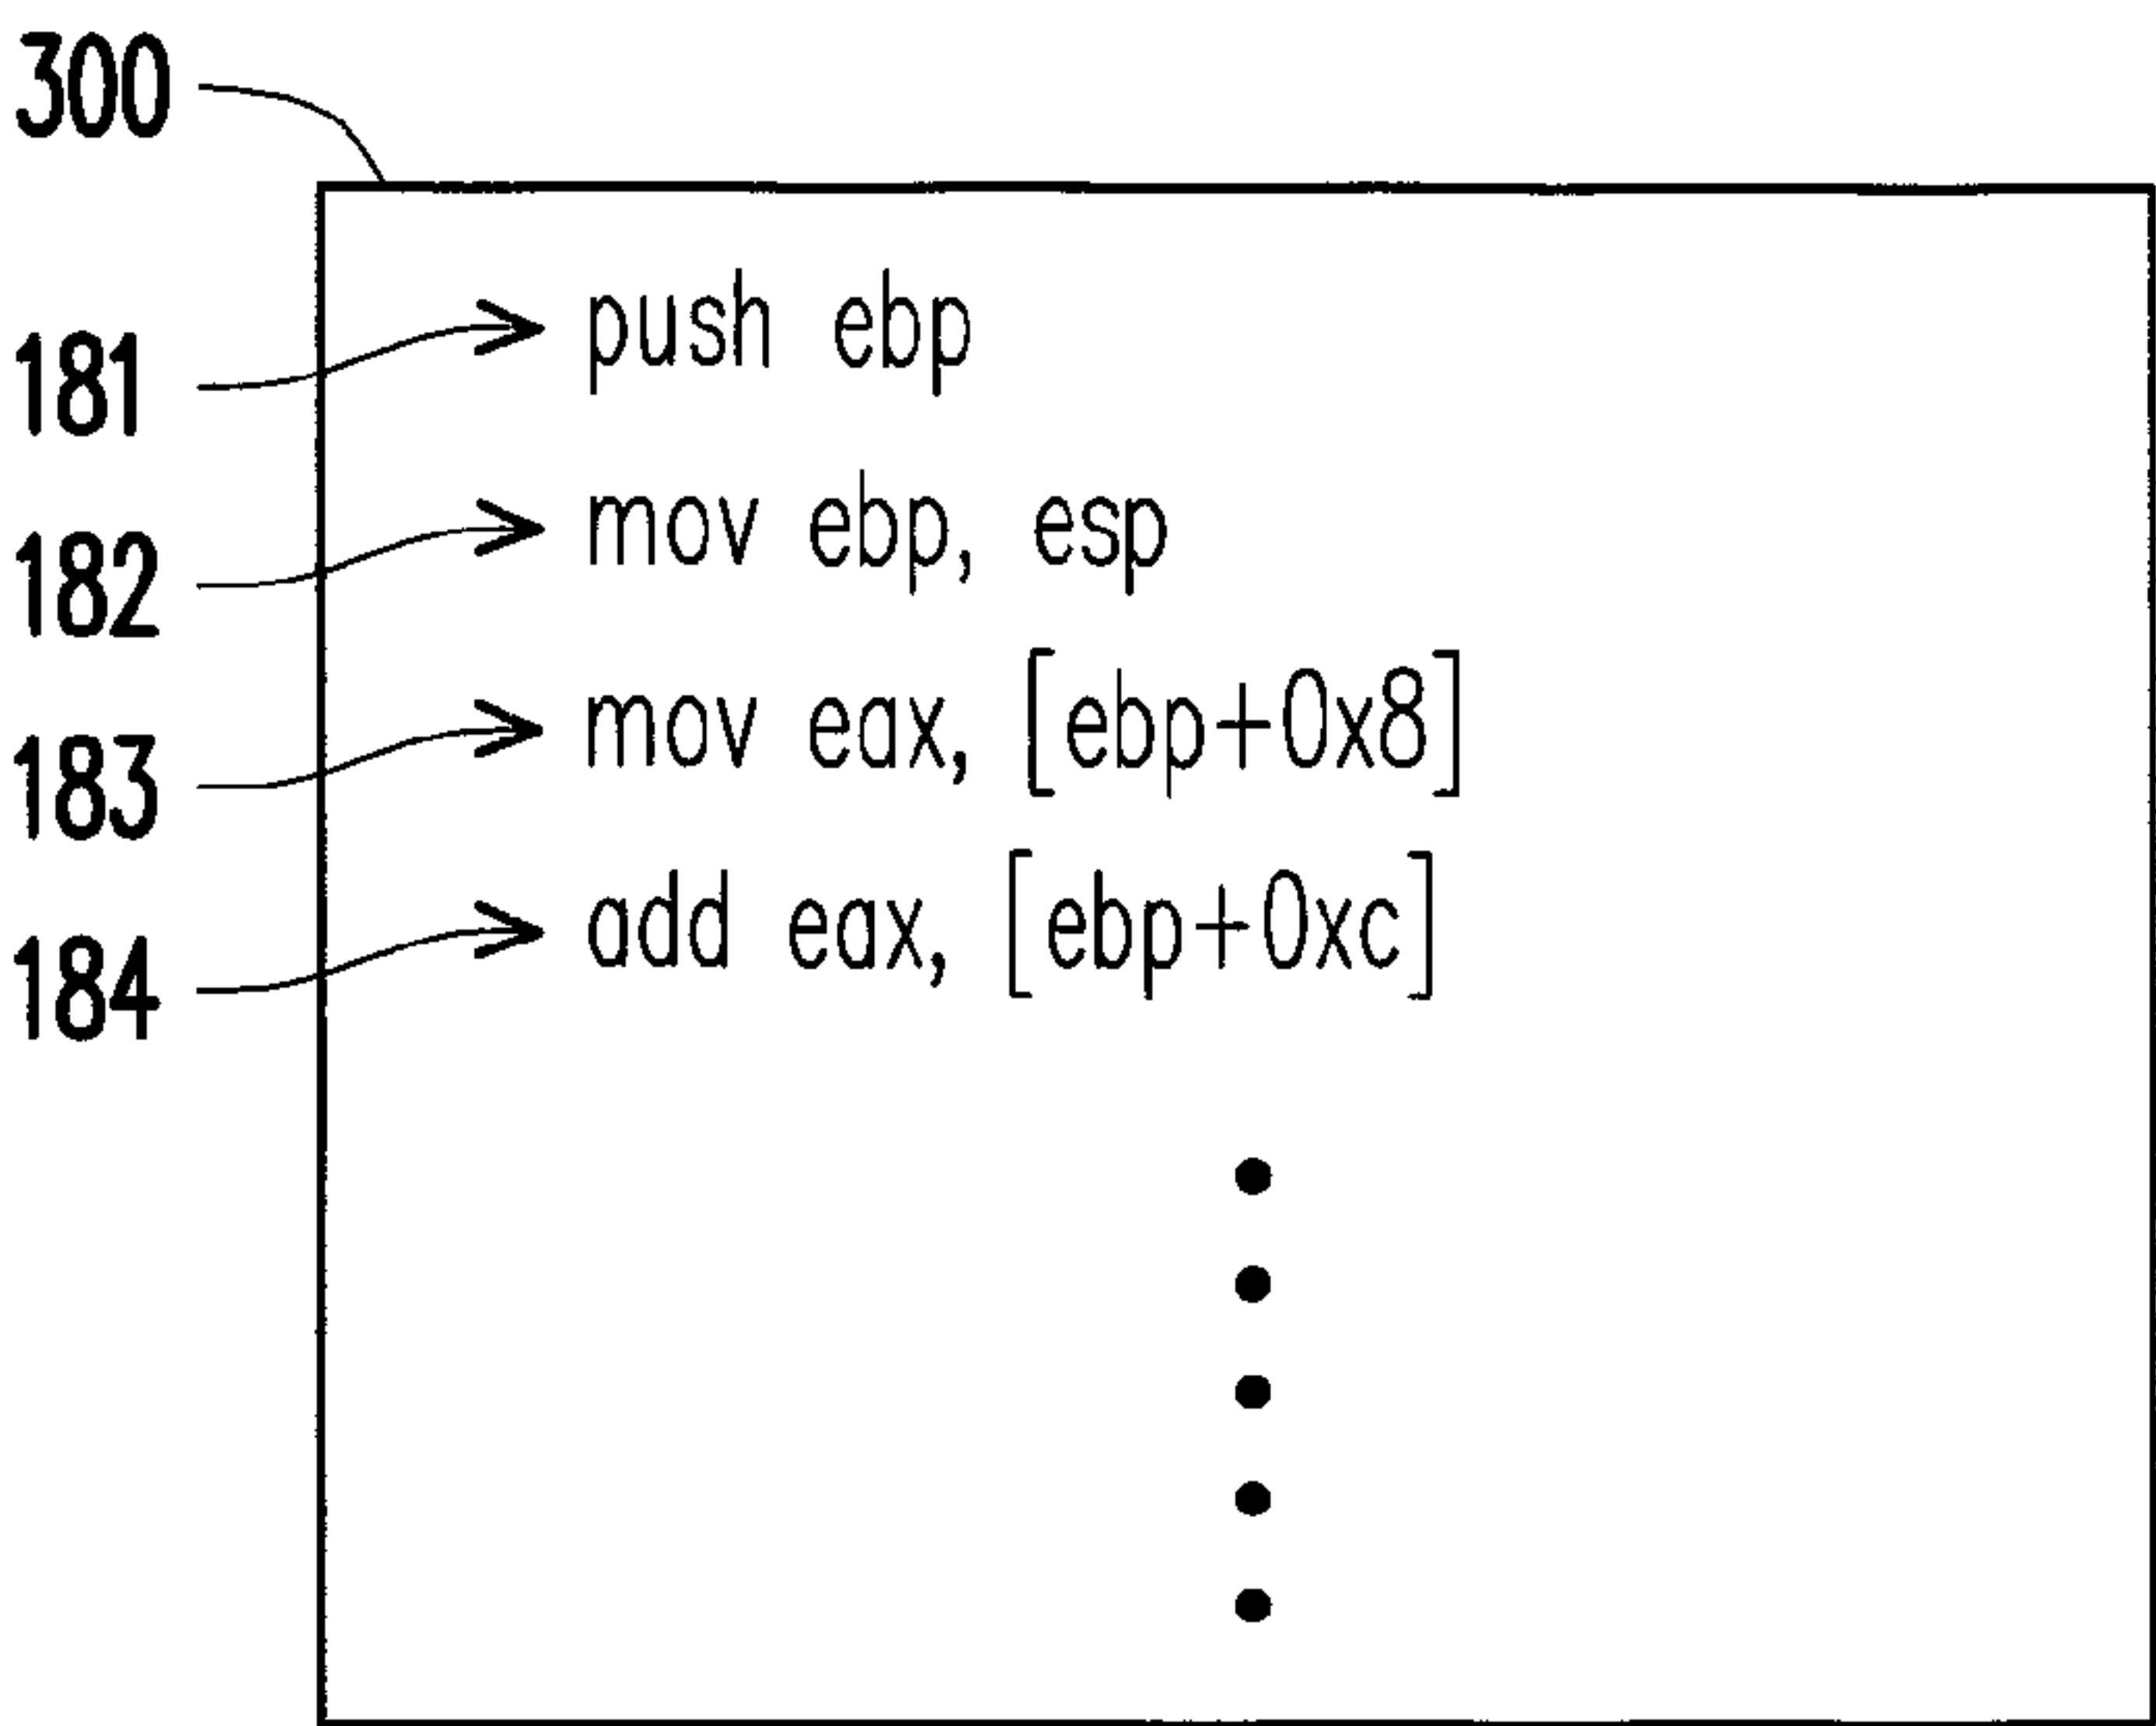 300
181 push ebp
182 mov ebp, esp
183 mov eax, [ebp+0x8]
184 add eax, [ebp+0xc]